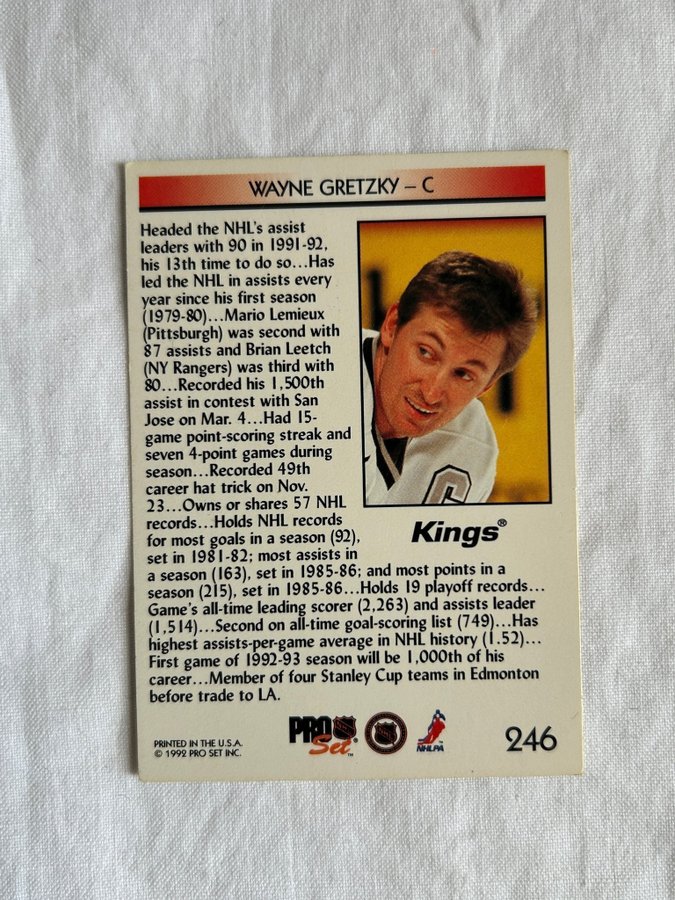 WAYNE GRETZKY – C
Headed the NHL's assist
leaders with 90 in 1991-92,
his 13th time to do so...Has
led the NHL in assists every
year since his first season
(1979-80)...Mario Lemieux
(Pittsburgh) was second with
87 assists and Brian Leetch
(NY Rangers) was third with
80...Recorded his 1,500th
assist in contest with San
Jose on Mar. 4...Had 15-
game point-scoring streak and
seven 4-point games during
season...Recorded 49th
career hat trick on Nov.
23...Owns or shares 57 NHL
records...Holds NHL records
for most goals in a season (92),
set in 1981-82; most assists in
a season (163), set in 1985-86; and most points in a
season (215), set in 1985-86...Holds 19 playoff records...
Game's all-time leading scorer (2,263) and assists leader
(1,514)...Second on all-time goal-scoring list (749)...Has
highest assists-per-game average in NHL history (1.52)...
First game of 1992-93 season will be 1,000th of his
career...Member of four Stanley Cup teams in Edmonton
before trade to LA.
Kings®
PRINTED IN THE U.S.A.
© 1992 PRO SET INC.
PRO
Set™
NHLPA
246